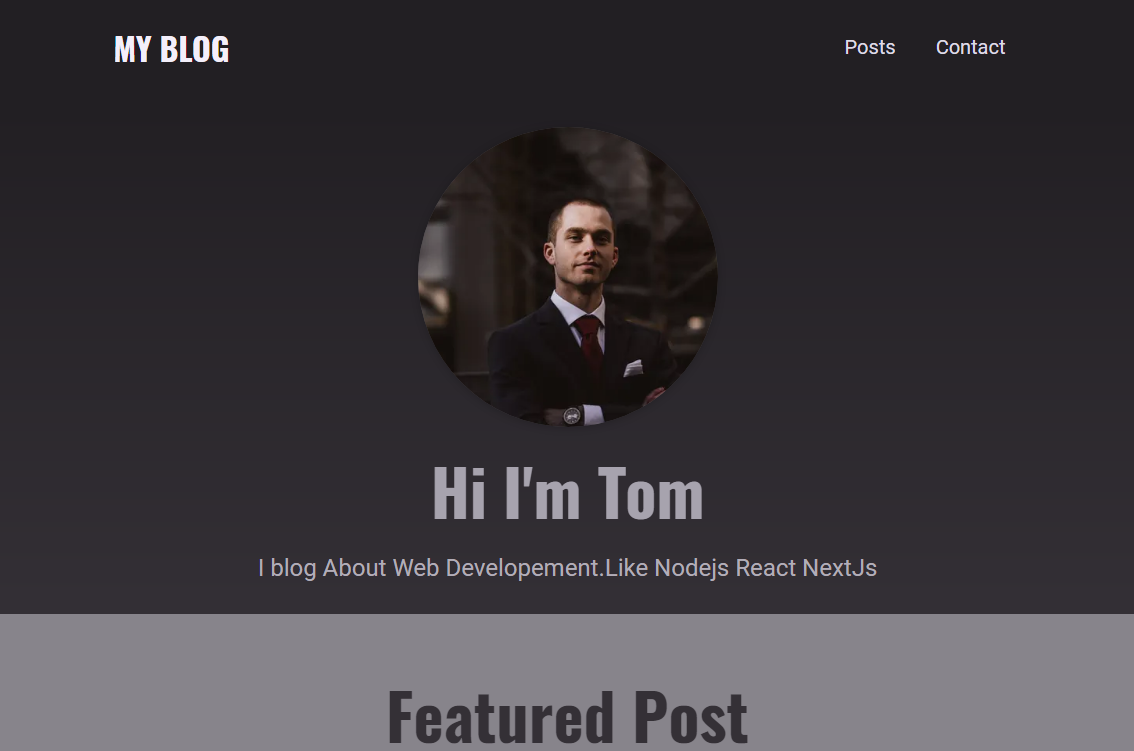 MY BLOG
Posts Contact
Hi I'm Tom
I blog About Web Developement.Like Nodejs React NextJs
Featured Post